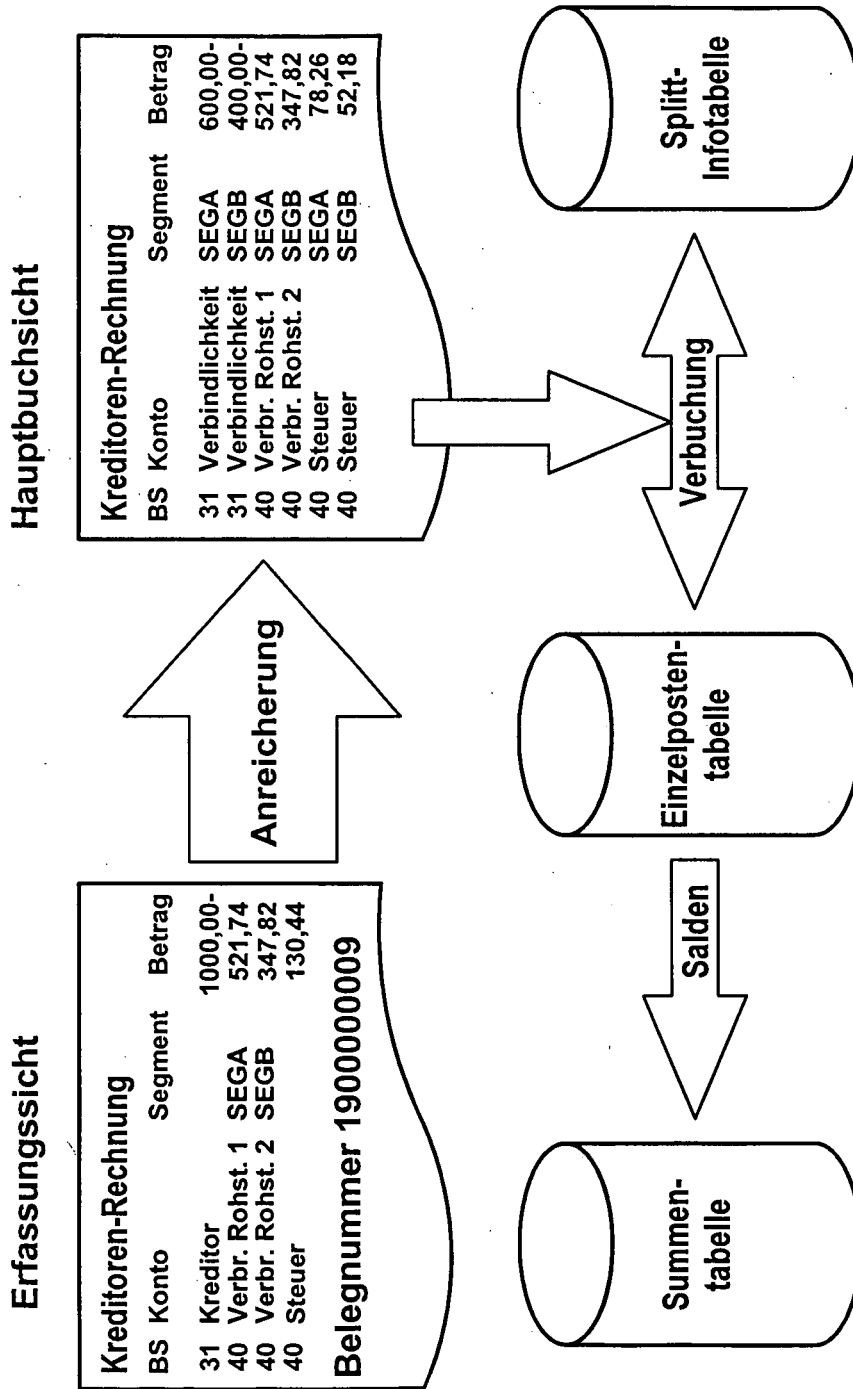 Erfassungssicht
Kreditoren-Rechnung
BS Konto Segment Betrag
31 Kreditor 1000,00-
40 Verbr. Rohst. 1 SEGA 521,74
40 Verbr. Rohst. 2 SEGB 347,82
40 Steuer 130,44
Belegnummer 1900000009
Anreicherung
Hauptbuchsicht
Kreditoren-Rechnung
BS Konto Segment Betrag
31 Verbindlichkeit SEGA 600,00-
31 Verbindlichkeit SEGB 400,00-
40 Verbr. Rohst. 1 SEGA 521,74
40 Verbr. Rohst. 2 SEGB 347,82
40 Steuer SEGA 78,26
40 Steuer SEGB 52,18
Summen-
tabelle
Salden
Einzelposten-
tabelle
Verbuchung
Splitt-
Infotabelle